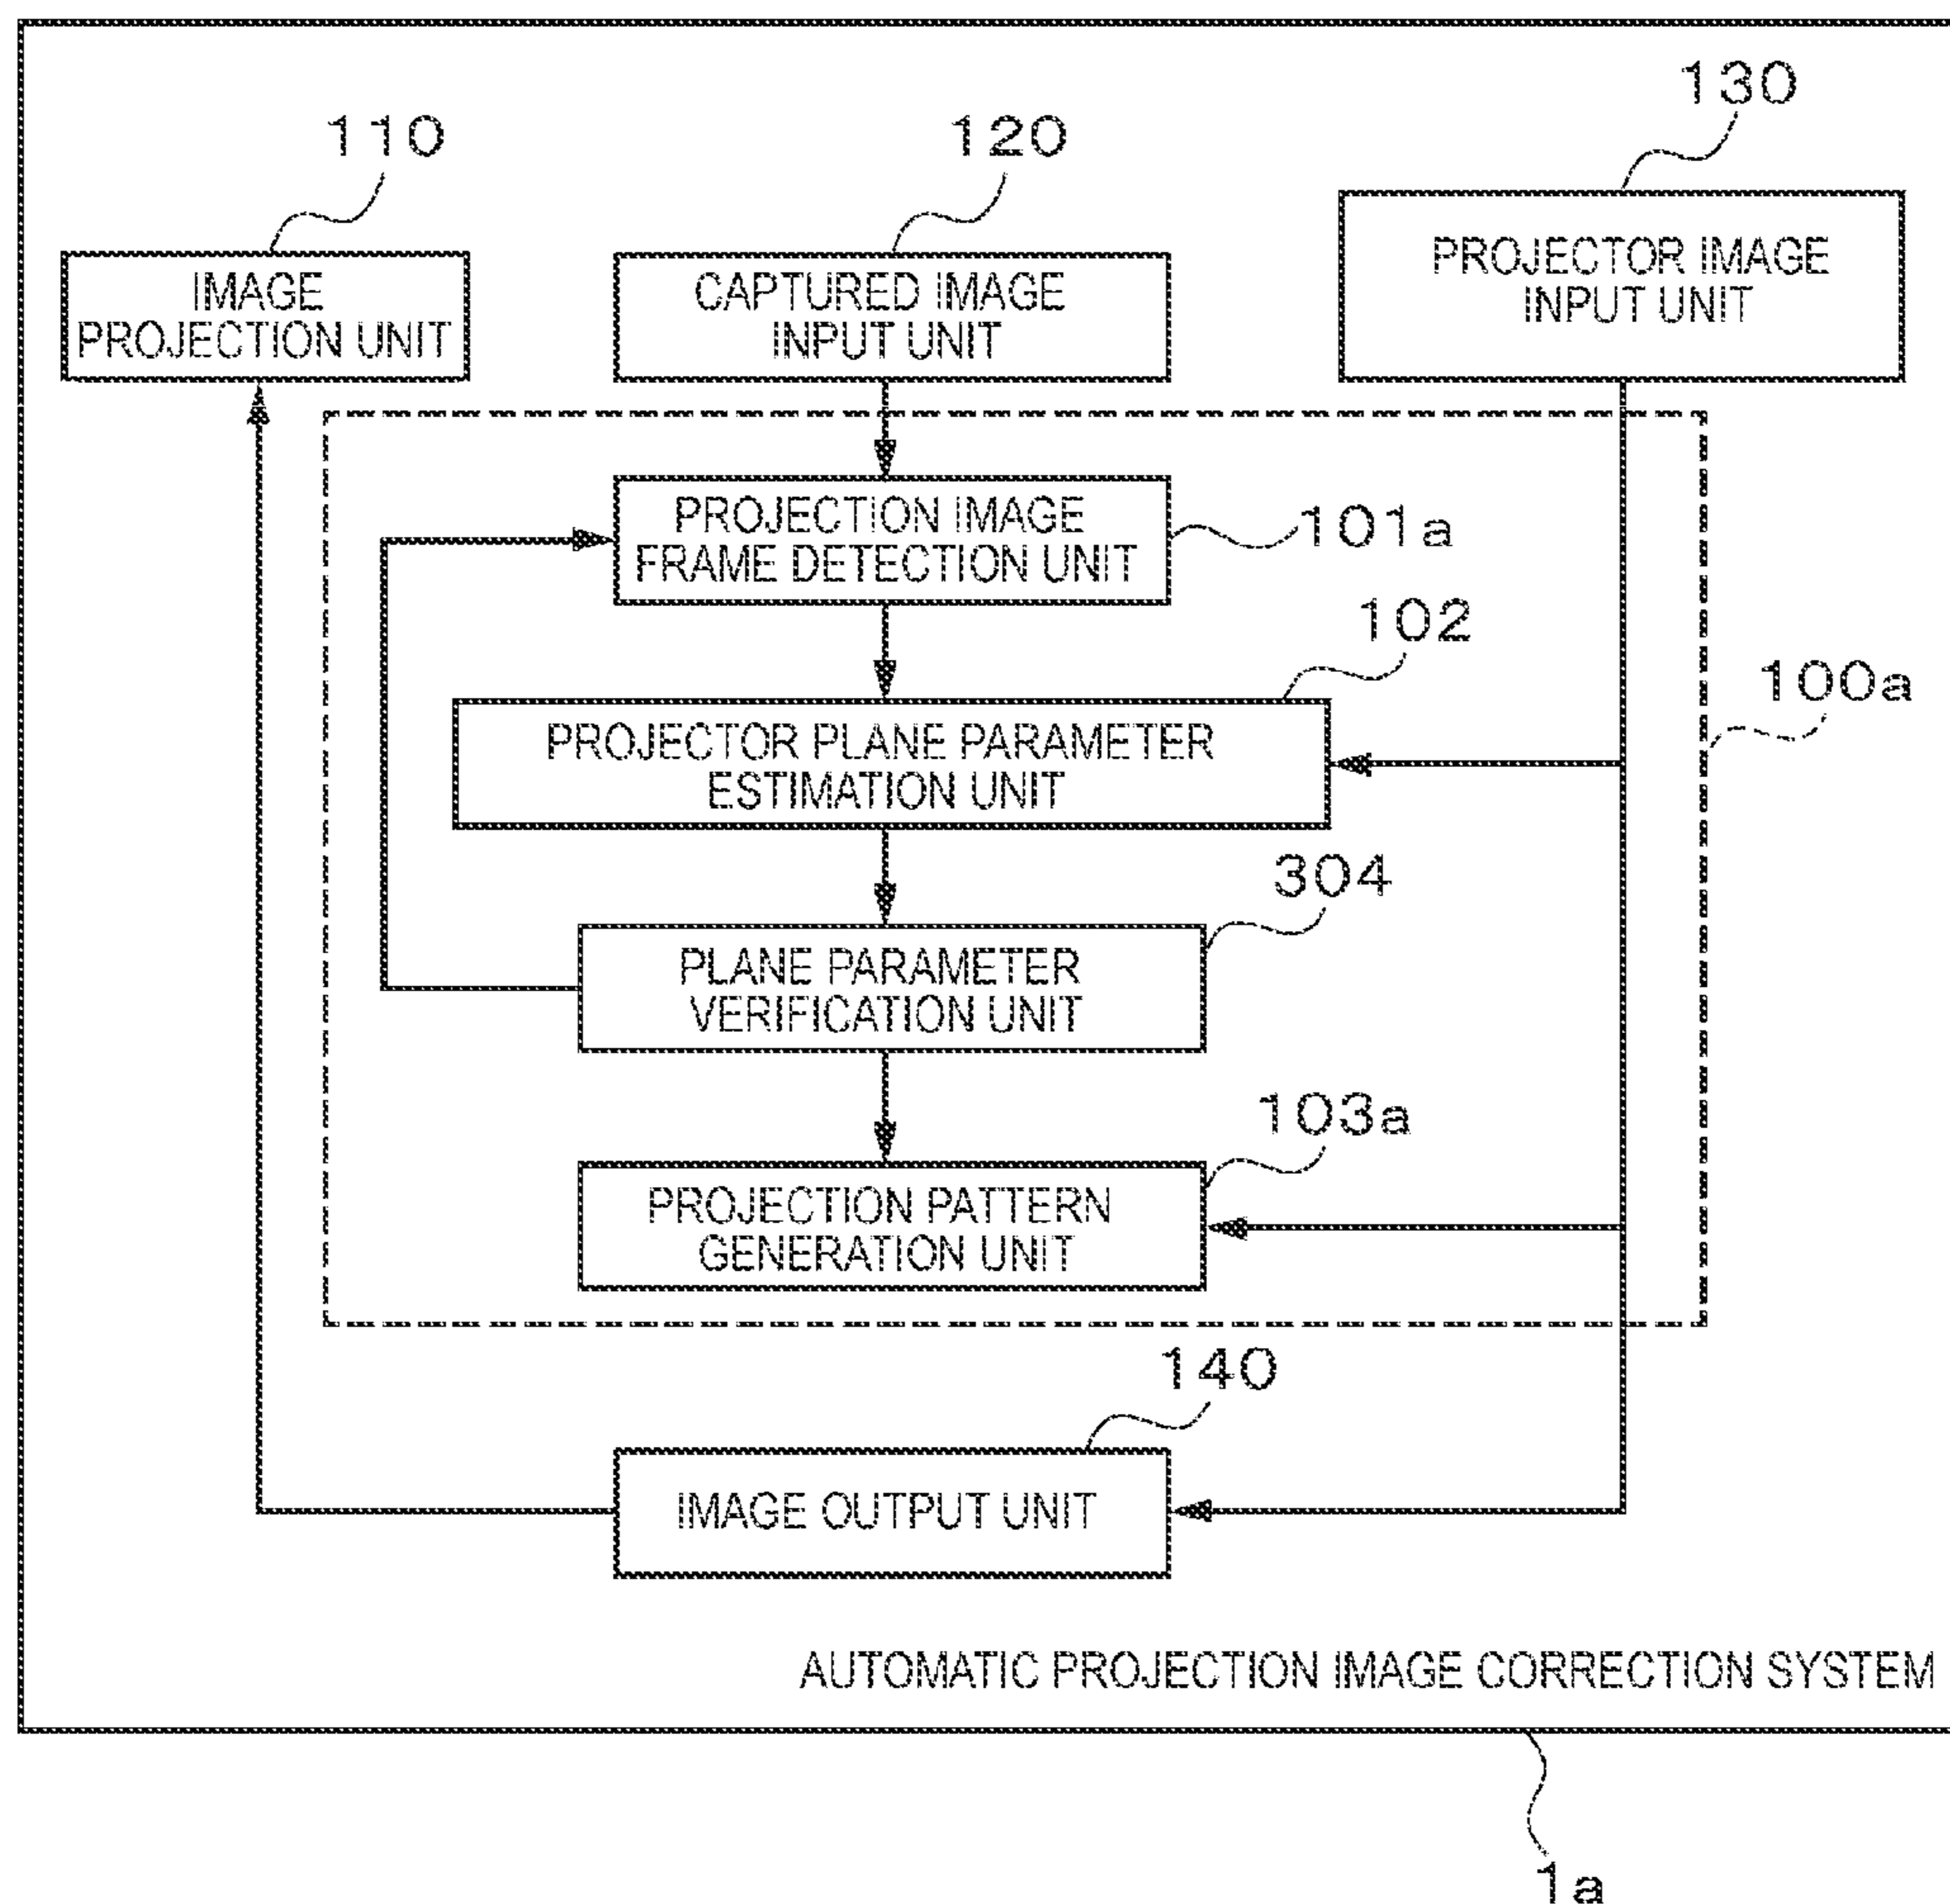 130
110
120
IMAGE
PROJECTION UNIT
CAPTURED IMAGE
INPUT UNIT
PROJECTOR IMAGE
INPUT UNIT
PROJECTION IMAGE
FRAME DETECTION UNIT
101a
102
100a
PROJECTOR PLANE PARAMETER
ESTIMATION UNIT
304
PLANE PARAMETER
VERIFICATION UNIT
103a
PROJECTION PATTERN
GENERATION UNIT
140
IMAGE OUTPUT UNIT
AUTOMATIC PROJECTION IMAGE CORRECTION SYSTEM
1a